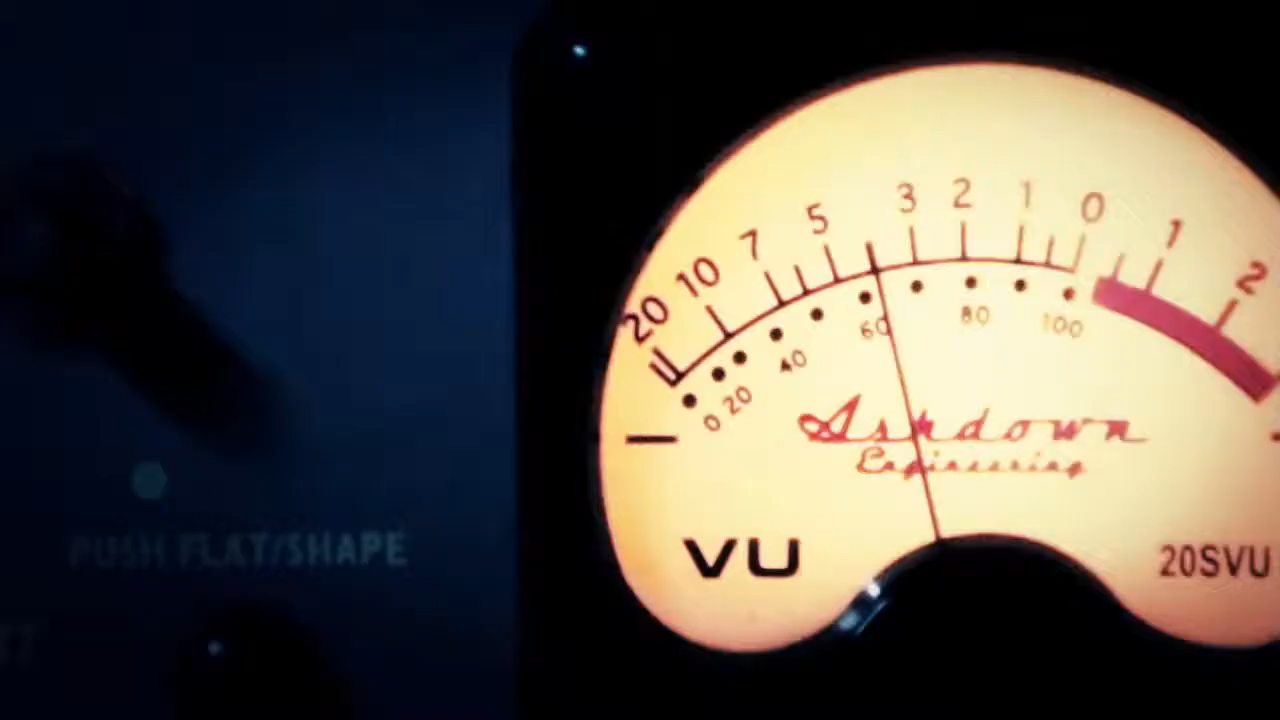 20 10 7 5 3 2 1 0 1 2
0 20 40 60 80 100
Ashdown
Engineering
VU
20SVU
PUSH FLAT/SHAPE